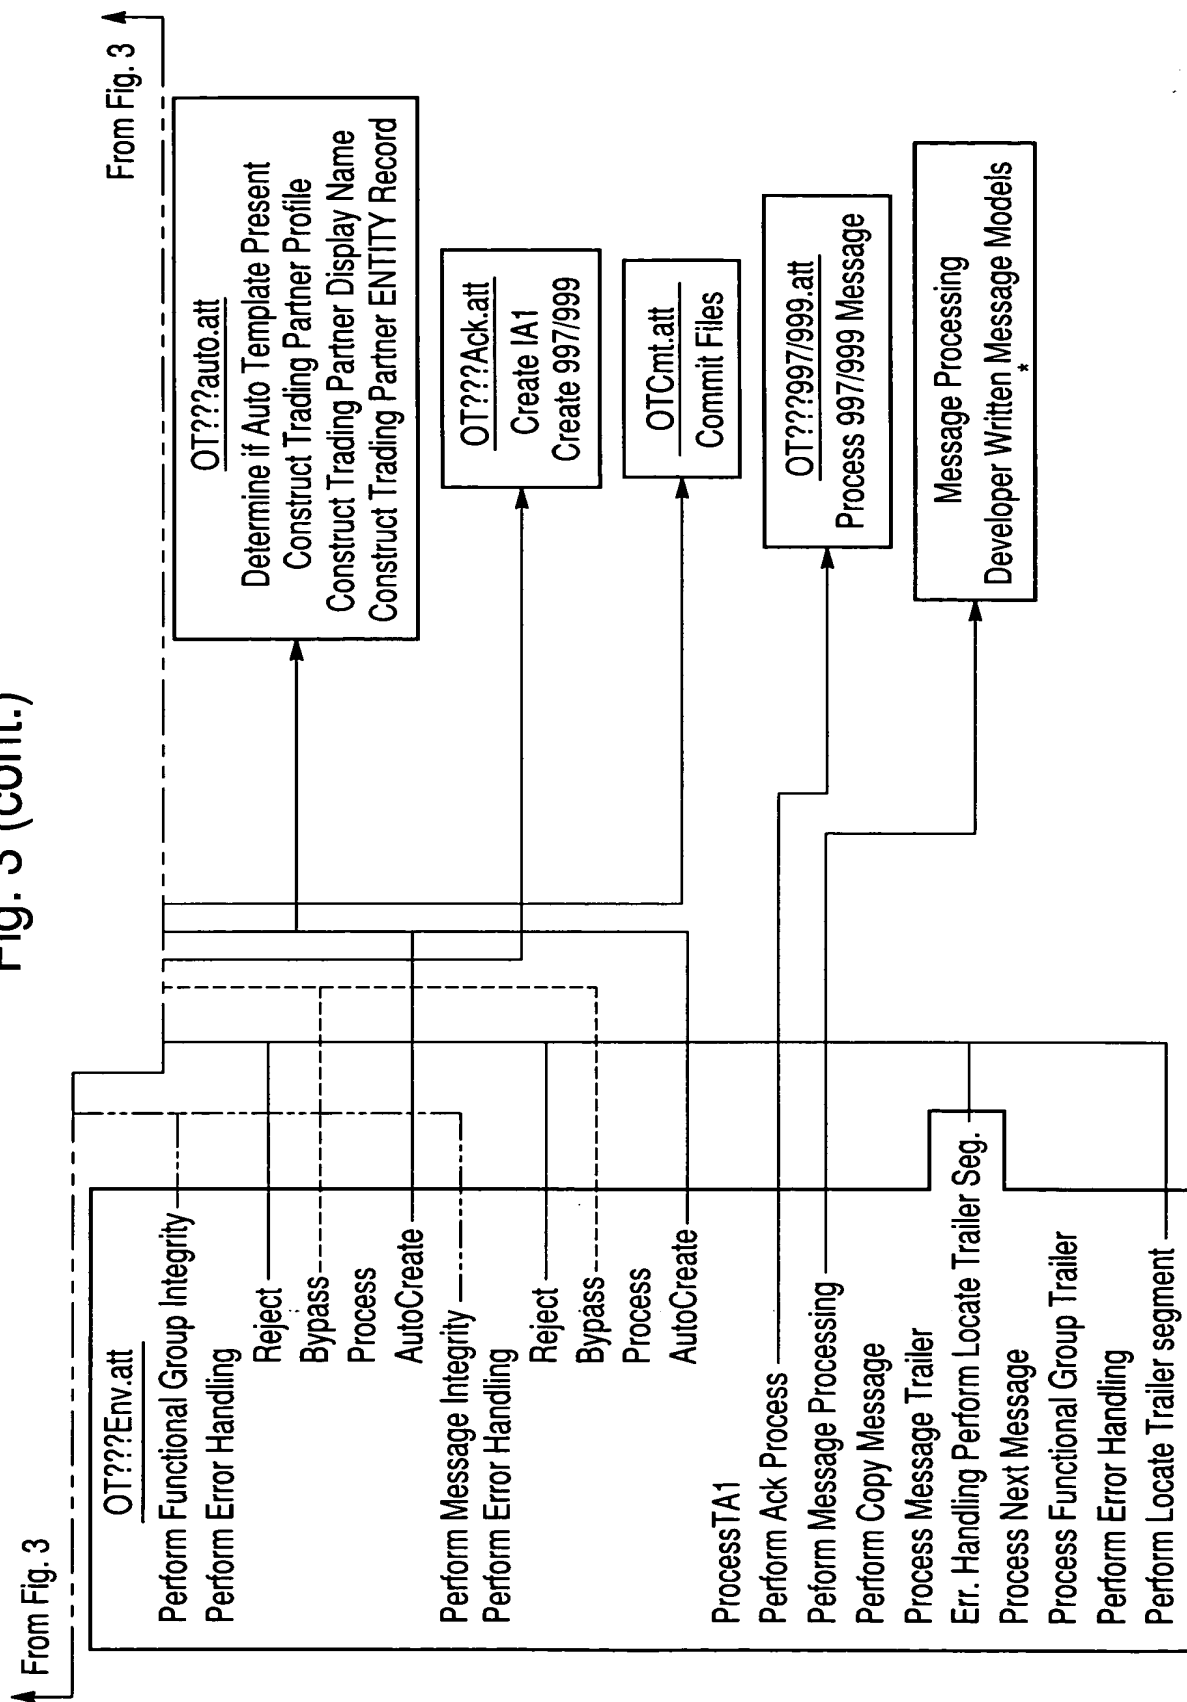 Fig. 3 (cont.)
From Fig. 3
From Fig. 3
OT???Env.att
Perform Functional Group Integrity
Perform Error Handling
Reject
Bypass
Process
AutoCreate
Perform Message Integrity
Perform Error Handling
Reject
Bypass
Process
AutoCreate
ProcessTA1
Perform Ack Process
Peform Message Processing
Perform Copy Message
Process Message Trailer
Err. Handling Perform Locate Trailer Seg.
Process Next Message
Process Functional Group Trailer
Perform Error Handling
Perform Locate Trailer segment
OT???auto.att
Determine if Auto Template Present
Construct Trading Partner Profile
Construct Trading Partner Display Name
Construct Trading Partner ENTITY Record
OT???Ack.att
Create IA1
Create 997/999
OTCmt.att
Commit Files
OT???997/999.att
Process 997/999 Message
Message Processing
Developer Written Message Models
*